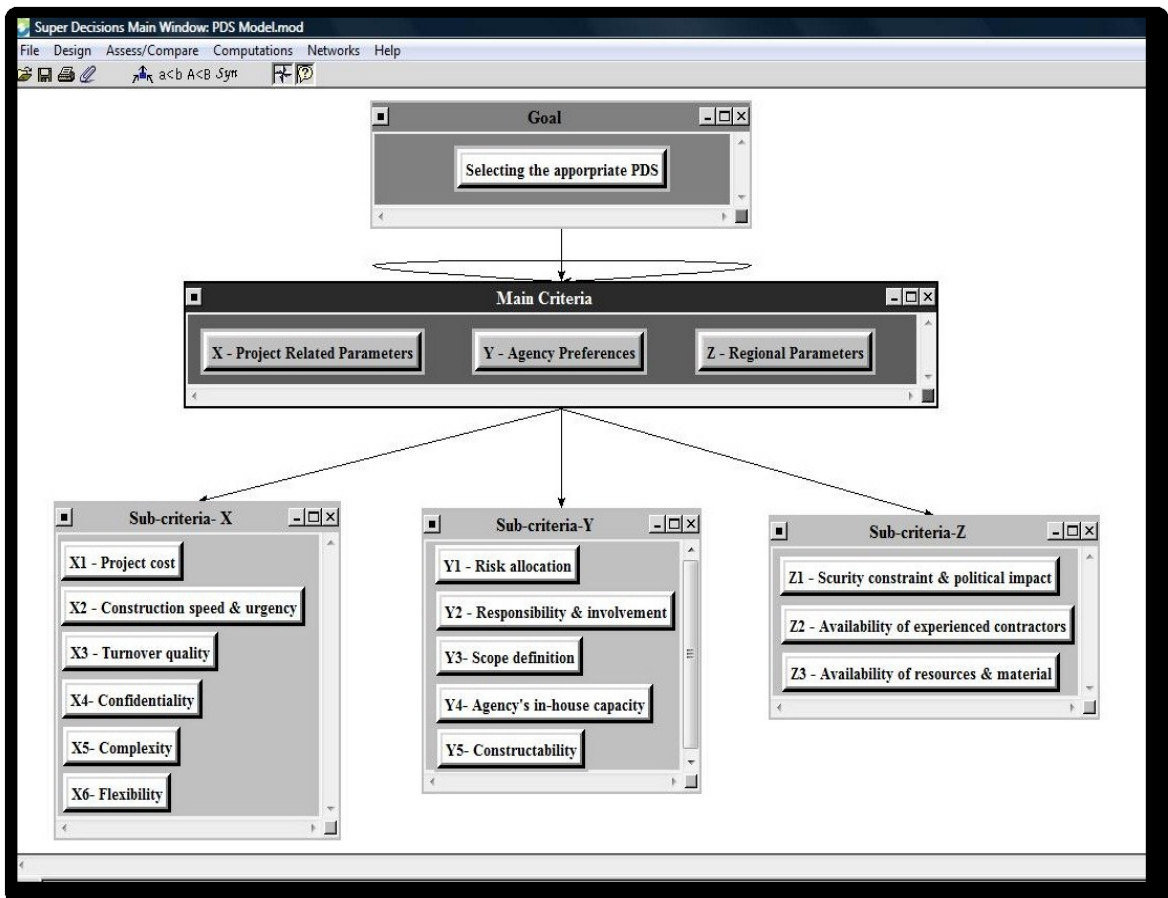 Super Decisions Main Window: PDS Model.mod
File Design Assess/Compare Computations Networks Help
a<b A<B Syn
Goal
Selecting the apporpriate PDS
Main Criteria
X - Project Related Parameters
Y - Agency Preferences
Z - Regional Parameters
Sub-criteria- X
X1 - Project cost
X2 - Construction speed & urgency
X3 - Turnover quality
X4- Confidentiality
X5- Complexity
X6- Flexibility
Sub-criteria-Y
Y1 - Risk allocation
Y2 - Responsibility & involvement
Y3- Scope definition
Y4- Agency's in-house capacity
Y5- Constructability
Sub-criteria-Z
Z1 - Scurity constraint & political impact
Z2 - Availability of experienced contractors
Z3 - Availability of resources & material